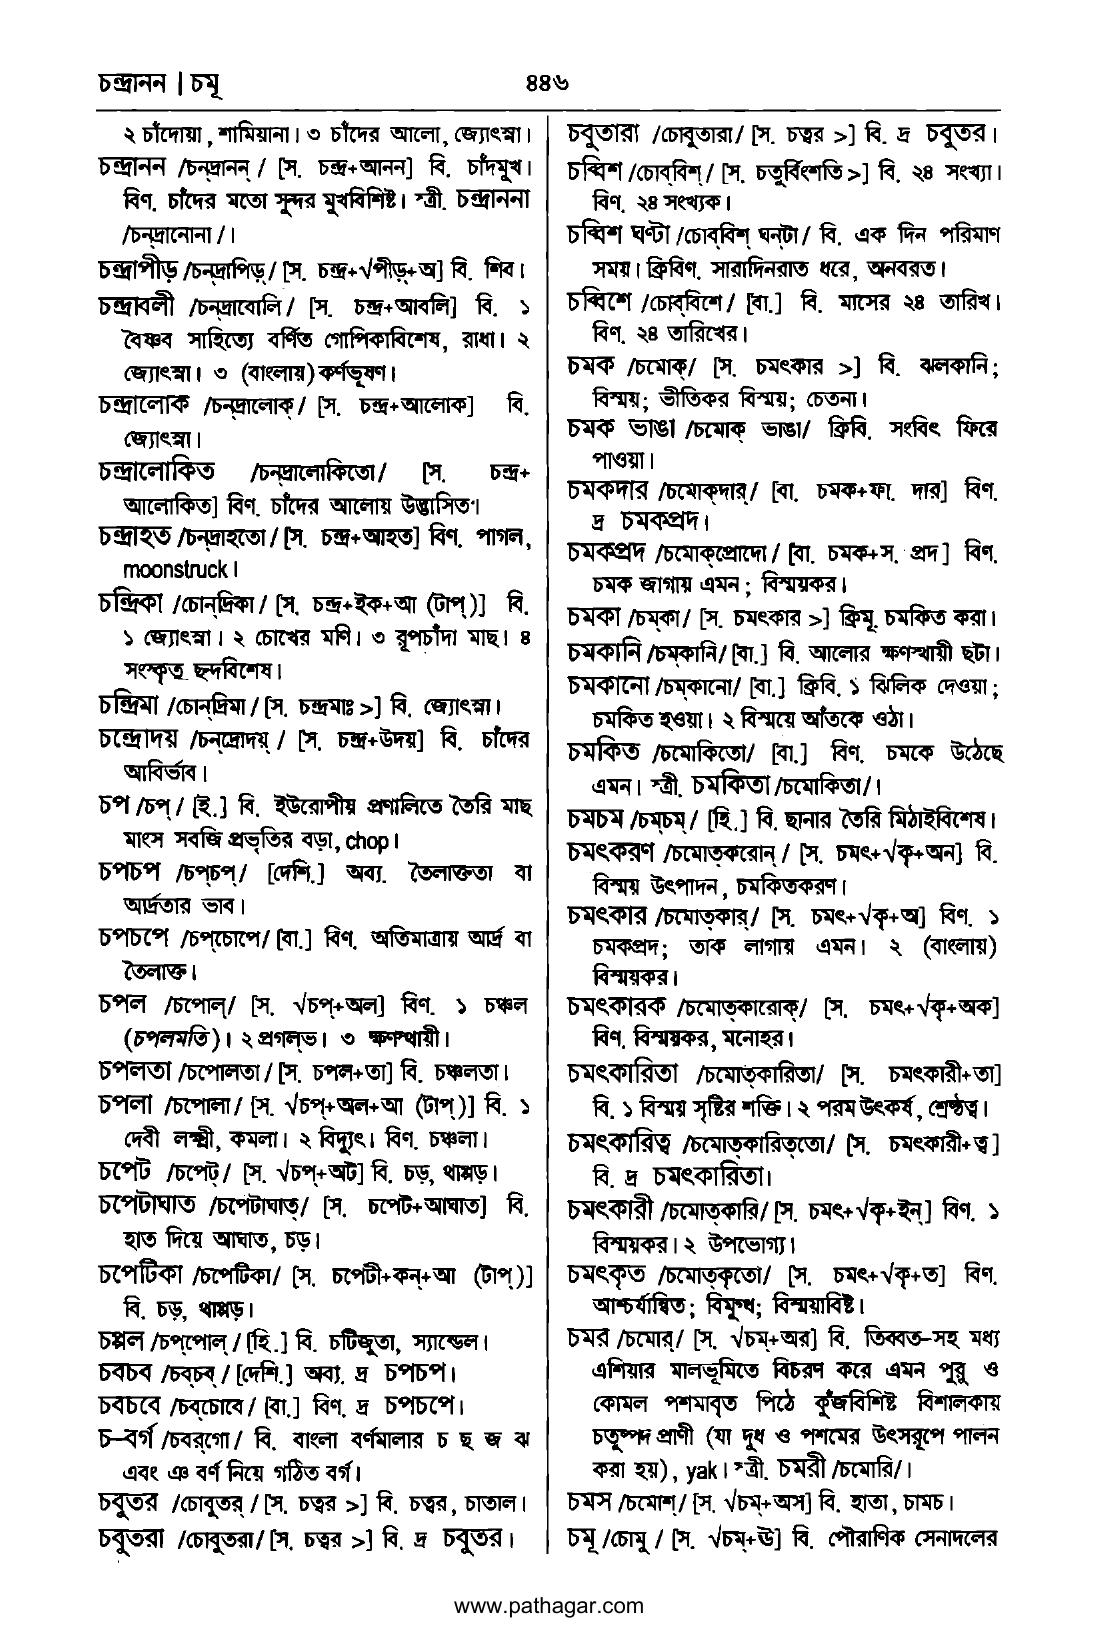 চন্দ্রানন | চমূ
৪৪৬
২ চাঁদোয়া, শামিয়ানা। ৩ চাঁদের আলো, জ্যোৎস্না।
চন্দ্রানন /চন্‌দ্রানন্‌/ [স. চন্দ্র+আনন] বি. চাঁদমুখ।
বিণ. চাঁদের মতো সুন্দর মুখবিশিষ্ট। স্ত্রী. চন্দ্রাননা
/চন্‌দ্রানোনা/।
চন্দ্রাপীড় /চন্‌দ্রাপিড়্‌/ [স. চন্দ্র+√পীড়্‌+অ] বি. শিব।
চন্দ্রাবলী /চন্‌দ্রাবোলি/ [স. চন্দ্র+আবলি] বি. ১
বৈষ্ণব সাহিত্যে বর্ণিত গোপিকাবিশেষ, রাধা। ২
জ্যোৎস্না। ৩ (বাংলায়) কর্ণভূষণ।
চন্দ্রালোক /চন্‌দ্রালোক্‌/ [স. চন্দ্র+আলোক] বি.
জ্যোৎস্না।
চন্দ্রালোকিত /চন্‌দ্রালোকিতো/ [স. চন্দ্র+
আলোকিত] বিণ. চাঁদের আলোয় উদ্ভাসিত।
চন্দ্রাহত /চন্‌দ্রাহতো/ [স. চন্দ্র+আহত] বিণ. পাগল,
moonstruck।
চন্দ্রিকা /চোন্‌দ্রিকা/ [স. চন্দ্র+ইক+আ (টাপ্‌)] বি.
১ জ্যোৎস্না। ২ চোখের মণি। ৩ রূপচাঁদা মাছ। ৪
সংস্কৃত ছন্দবিশেষ।
চন্দ্রিমা /চোন্‌দ্রিমা/ [স. চন্দ্রমাঃ >] বি. জ্যোৎস্না।
চন্দ্রোদয় /চন্‌দ্রোদয়্‌/ [স. চন্দ্র+উদয়] বি. চাঁদের
আবির্ভাব।
চপ /চপ্‌/ [ই.] বি. ইউরোপীয় প্রণালিতে তৈরি মাছ
মাংস সবজি প্রভৃতির বড়া, chop।
চপচপ /চপ্‌চপ্‌/ [দেশি.] অব্য. তৈলাক্ততা বা
আর্দ্রতার ভাব।
চপচপে /চপ্‌চোপে/ [বা.] বিণ. অতিমাত্রায় আর্দ্র বা
তৈলাক্ত।
চপল /চপোল্‌/ [স. √চপ্‌+অল] বিণ. ১ চঞ্চল
(চপলমতি)। ২ প্রগল্‌ভ। ৩ ক্ষণস্থায়ী।
চপলতা /চপোলতা/ [স. চপল+তা] বি. চঞ্চলতা।
চপলা /চপোলা/ [স. √চপ্‌+অল+আ (টাপ্‌)] বি. ১
দেবী লক্ষ্মী, কমলা। ২ বিদ্যুৎ। বিণ. চঞ্চলা।
চপেট /চপেট্‌/ [স. √চপ্‌+অট] বি. চড়, থাপ্পড়।
চপেটাঘাত /চপেটাঘাত্‌/ [স. চপেট+আঘাত] বি.
হাত দিয়ে আঘাত, চড়।
চপেটিকা /চপেটিকা/ [স. চপেটী+কন্‌+আ (টাপ্‌)]
বি. চড়, থাপ্পড়।
চপ্পল /চপ্‌পোল্‌/ [হি.] বি. চটিজুতা, স্যান্ডেল।
চবচব /চব্‌চব্‌/ [দেশি.] অব্য. দ্র চপচপ।
চবচবে /চব্‌চোবে/ [বা.] বিণ. দ্র চপচপে।
চ-বর্গ /চবর্‌গো/ বি. বাংলা বর্ণমালার চ ছ জ ঝ
এবং ঞ বর্ণ নিয়ে গঠিত বর্গ।
চবুতর /চোবুতর্‌/ [স. চত্বর >] বি. চত্বর, চাতাল।
চবুতরা /চোবুতরা/ [স. চত্বর >] বি. দ্র চবুতর।
চবুতারা /চোবুতারা/ [স. চত্বর >] বি. দ্র চবুতর।
চব্বিশ /চোব্‌বিশ্‌/ [স. চতুর্বিংশতি >] বি. ২৪ সংখ্যা।
বিণ. ২৪ সংখ্যক।
চব্বিশ ঘণ্টা /চোব্‌বিশ্‌ ঘন্‌টা/ বি. এক দিন পরিমাণ
সময়। ক্রিবিণ. সারাদিনরাত ধরে, অনবরত।
চব্বিশে /চোব্‌বিশে/ [বা.] বি. মাসের ২৪ তারিখ।
বিণ. ২৪ তারিখের।
চমক /চমোক্‌/ [স. চমৎকার >] বি. ঝলকানি;
বিস্ময়; ভীতিকর বিস্ময়; চেতনা।
চমক ভাঙা /চমোক্‌ ভাঙা/ ক্রিবি. সংবিৎ ফিরে
পাওয়া।
চমকদার /চমোক্‌দার্‌/ [বা. চমক+ফা. দার] বিণ.
দ্র চমকপ্রদ।
চমকপ্রদ /চমোক্‌প্রোদো/ [বা. চমক+স. প্রদ] বিণ.
চমক জাগায় এমন; বিস্ময়কর।
চমকা /চম্‌কা/ [স. চমৎকার >] ক্রিমূ. চমকিত করা।
চমকানি /চম্‌কানি/ [বা.] বি. আলোর ক্ষণস্থায়ী ছটা।
চমকানো /চম্‌কানো/ [বা.] ক্রিবি. ১ ঝিলিক দেওয়া;
চমকিত হওয়া। ২ বিস্ময়ে আঁতকে ওঠা।
চমকিত /চমোকিতো/ [বা.] বিণ. চমকে উঠেছে
এমন। স্ত্রী. চমকিতা /চমোকিতা/।
চমচম /চম্‌চম্‌/ [হি.] বি. ছানার তৈরি মিঠাইবিশেষ।
চমৎকরণ /চমোত্‌করোন্‌/ [স. চমৎ+√কৃ+অন] বি.
বিস্ময় উৎপাদন, চমকিতকরণ।
চমৎকার /চমোত্‌কার্‌/ [স. চমৎ+√কৃ+অ] বিণ. ১
চমকপ্রদ; তাক লাগায় এমন। ২ (বাংলায়)
বিস্ময়কর।
চমৎকারক /চমোত্‌কারোক্‌/ [স. চমৎ+√কৃ+অক]
বিণ. বিস্ময়কর, মনোহর।
চমৎকারিতা /চমোত্‌কারিতা/ [স. চমৎকারী+তা]
বি. ১ বিস্ময় সৃষ্টির শক্তি। ২ পরম উৎকর্ষ, শ্রেষ্ঠত্ব।
চমৎকারিত্ব /চমোত্‌কারিত্‌তো/ [স. চমৎকারী+ত্ব]
বি. দ্র চমৎকারিতা।
চমৎকারী /চমোত্‌কারি/ [স. চমৎ+√কৃ+ইন্‌] বিণ. ১
বিস্ময়কর। ২ উপভোগ্য।
চমৎকৃত /চমোত্‌কৃতো/ [স. চমৎ+√কৃ+ত] বিণ.
আশ্চর্যান্বিত; বিমুগ্ধ; বিস্ময়াবিষ্ট।
চমর /চমোর্‌/ [স. √চম্‌+অর] বি. তিব্বত-সহ মধ্য
এশিয়ার মালভূমিতে বিচরণ করে এমন পুরু ও
কোমল পশমাবৃত পিঠে কুঁজবিশিষ্ট বিশালকায়
চতুষ্পদ প্রাণী (যা দুধ ও পশমের উৎসরূপে পালন
করা হয়), yak। স্ত্রী. চমরী /চমোরি/।
চমস /চমোশ্‌/ [স. √চম্‌+অস] বি. হাতা, চামচ।
চমূ /চোমু/ [স. √চম্‌+ঊ] বি. পৌরাণিক সেনাদলের
www.pathagar.com